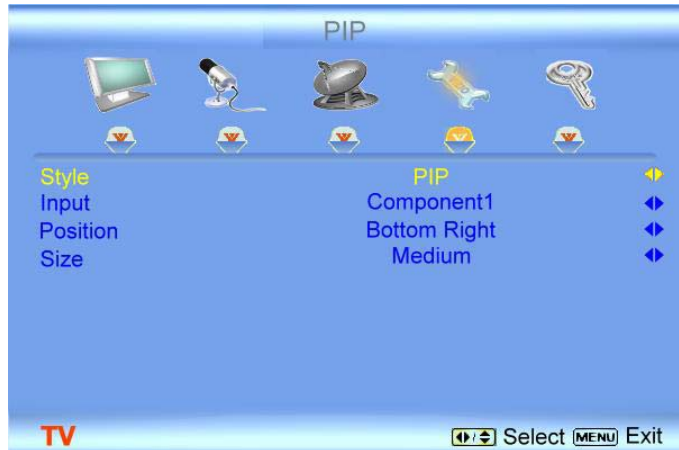 PIP
Style PIP
Input Component1
Position Bottom Right
Size Medium
TV Select MENU Exit